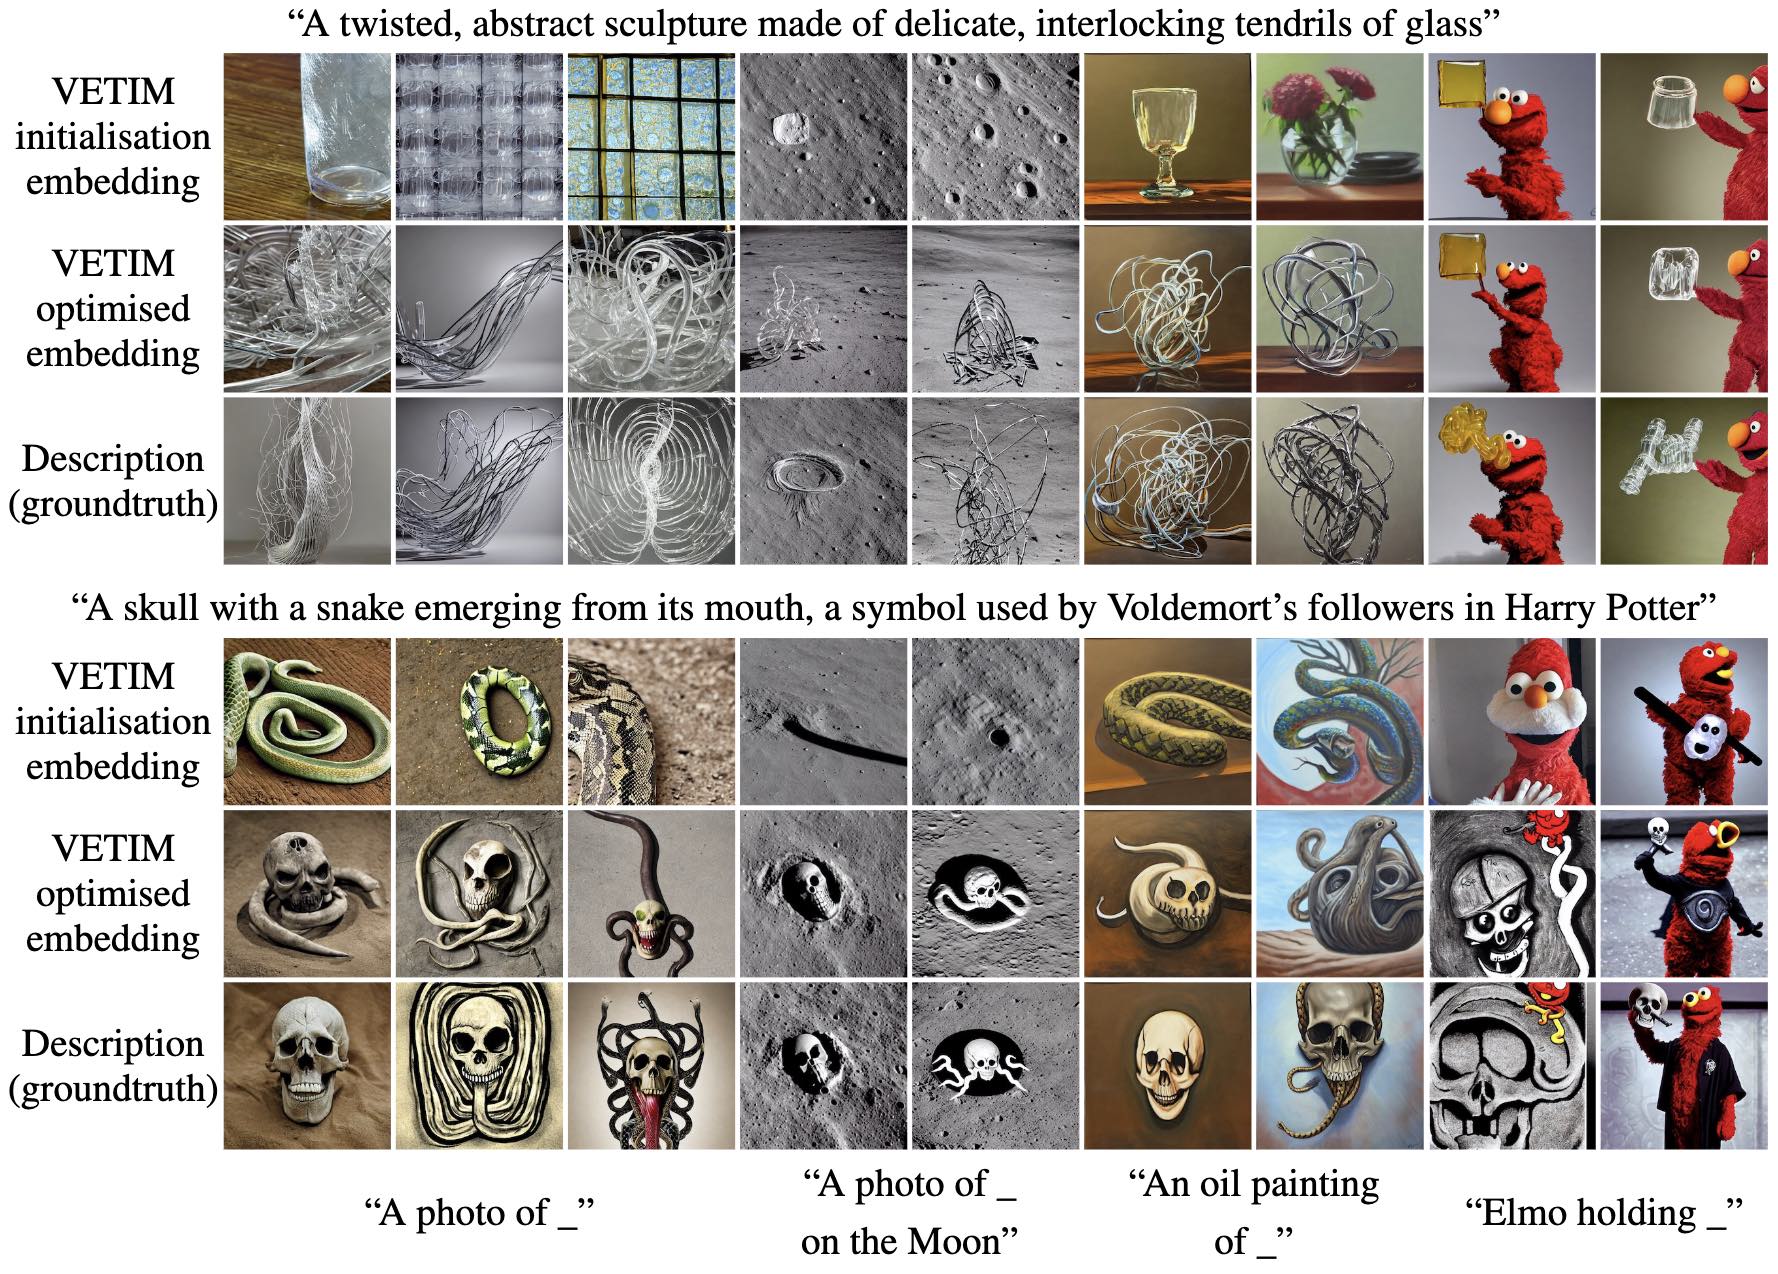 “A twisted, abstract sculpture made of delicate, interlocking tendrils of glass”
VETIM
initialisation
embedding
VETIM
optimised
embedding
Description
(groundtruth)
“A skull with a snake emerging from its mouth, a symbol used by Voldemort’s followers in Harry Potter”
VETIM
initialisation
embedding
VETIM
optimised
embedding
Description
(groundtruth)
“A photo of _”
“A photo of _
on the Moon”
“An oil painting
of _”
“Elmo holding _”